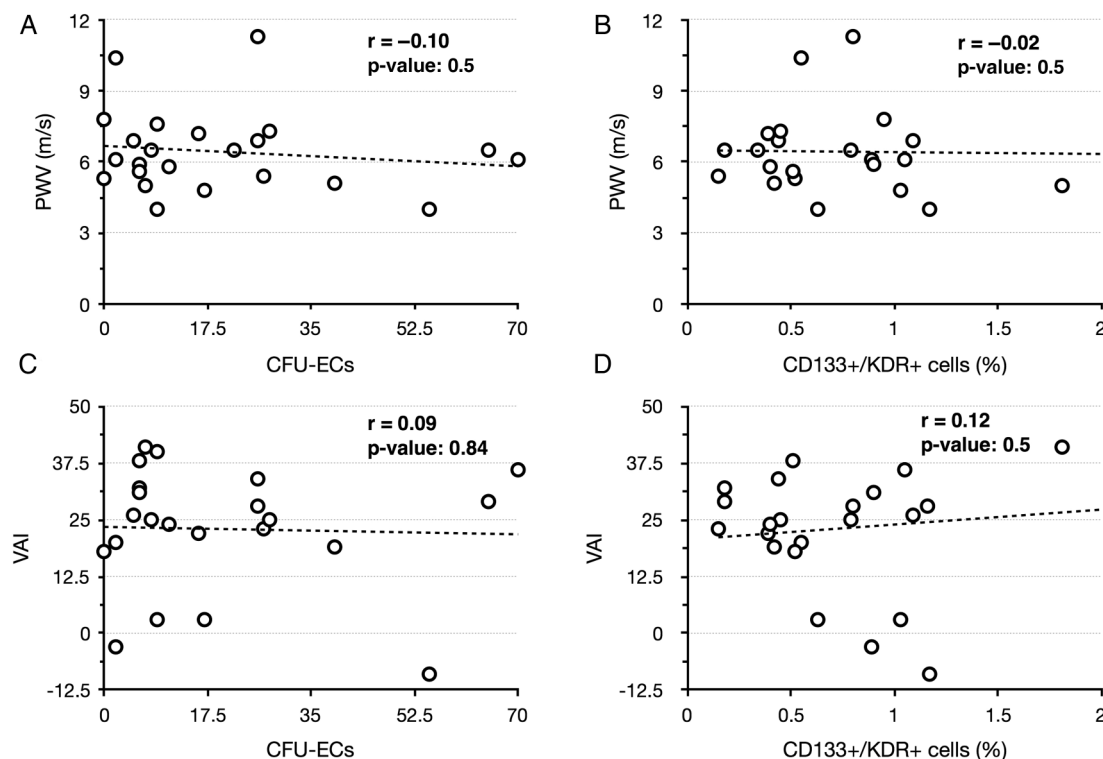 A
12
9
6
3
0
PWV (m/s)
r = –0.10
p-value: 0.5
0
17.5
35
52.5
70
CFU-ECs
B
12
9
6
3
0
PWV (m/s)
r = –0.02
p-value: 0.5
0
0.5
1
1.5
2
CD133+/KDR+ cells (%)
C
50
37.5
25
12.5
0
-12.5
VAI
r = 0.09
p-value: 0.84
0
17.5
35
52.5
70
CFU-ECs
D
50
37.5
25
12.5
0
-12.5
VAI
r = 0.12
p-value: 0.5
0
0.5
1
1.5
2
CD133+/KDR+ cells (%)